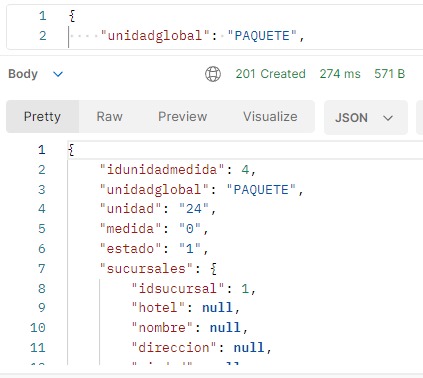 1 {
2 ····"unidadglobal":·"PAQUETE",
Body 201 Created 274 ms 571 B
Pretty Raw Preview Visualize JSON
1 {
2 "idunidadmedida": 4,
3 "unidadglobal": "PAQUETE",
4 "unidad": "24",
5 "medida": "0",
6 "estado": "1",
7 "sucursales": {
8 "idsucursal": 1,
9 "hotel": null,
10 "nombre": null,
11 "direccion": null,